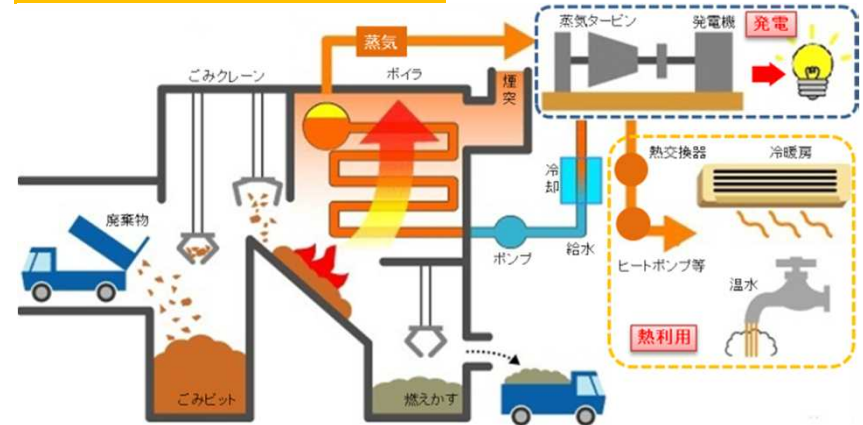 蒸気タービン
発電機
発電
蒸気
ごみクレーン
ボイラ
煙突
熱交換器
冷暖房
冷却
廃棄物
ポンプ
給水
ヒートポンプ等
温水
熱利用
ごみピット
燃えかす